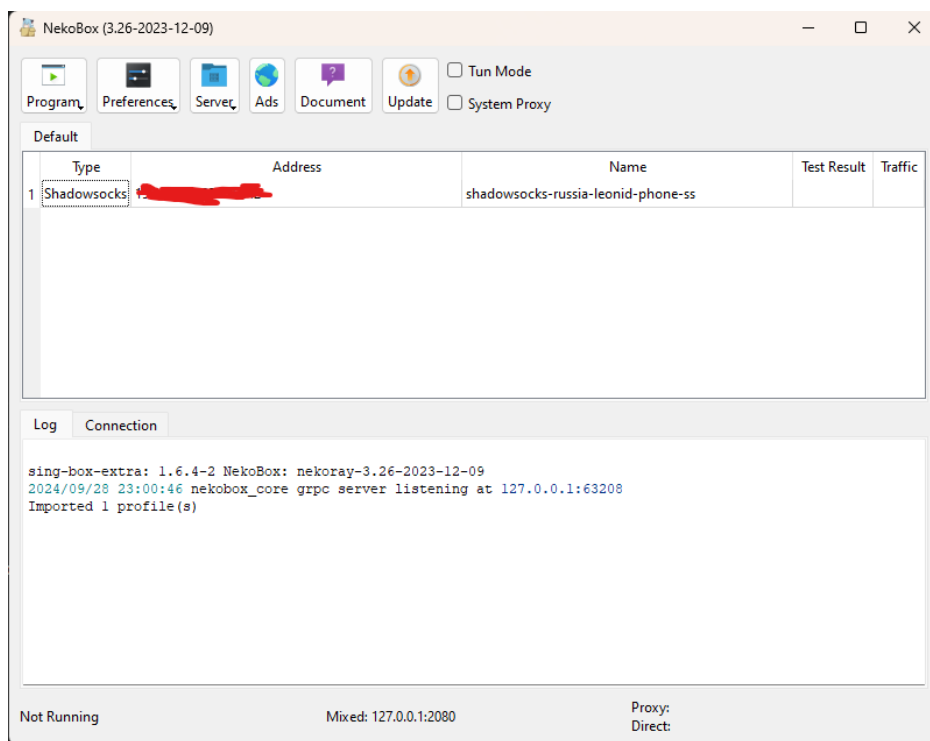 NekoBox (3.26-2023-12-09)
Program Preferences Server Ads Document Update
Tun Mode
System Proxy
Default
Type Address Name Test Result Traffic
1 Shadowsocks shadowsocks-russia-leonid-phone-ss
Log Connection
sing-box-extra: 1.6.4-2 NekoBox: nekoray-3.26-2023-12-09
2024/09/28 23:00:46 nekobox_core grpc server listening at 127.0.0.1:63208
Imported 1 profile(s)
Not Running Mixed: 127.0.0.1:2080
Proxy:
Direct: